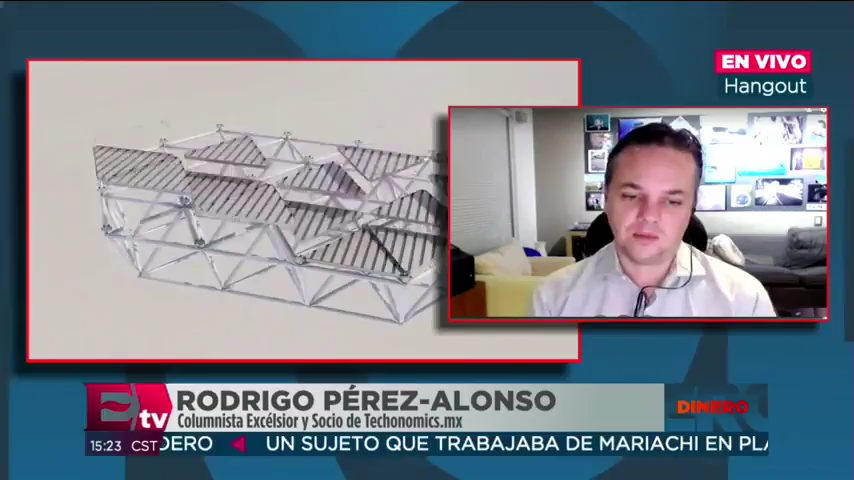 EN VIVO
Hangout
RODRIGO PÉREZ-ALONSO
Columnista Excélsior y Socio de Techonomics.mx
DINERO
tv
15:23 CST
DERO ◄ UN SUJETO QUE TRABAJABA DE MARIACHI EN PLA